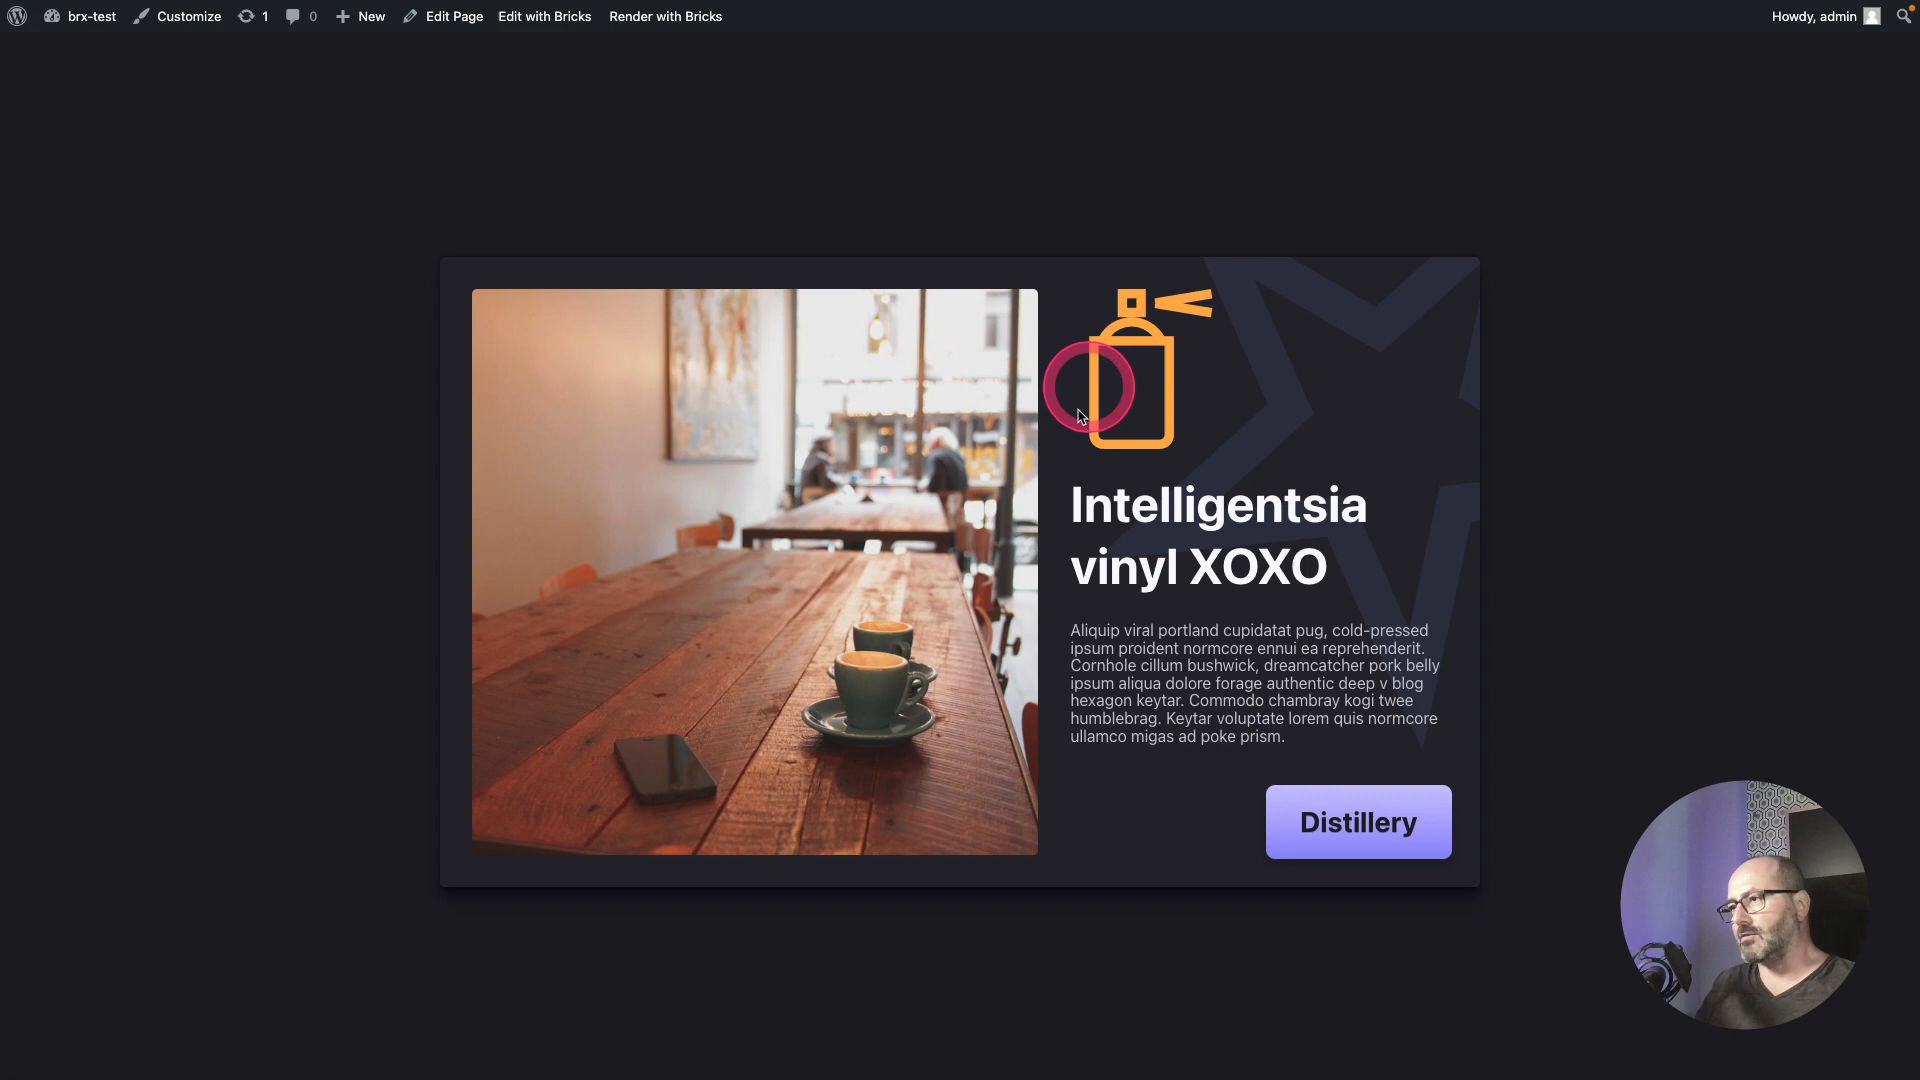 brx-test Customize 1 0 New Edit Page Edit with Bricks Render with Bricks Howdy, admin
Intelligentsia
vinyl XOXO
Aliquip viral portland cupidatat pug, cold-pressed
ipsum proident normcore ennui ea reprehenderit.
Cornhole cillum bushwick, dreamcatcher pork belly
ipsum aliqua dolore forage authentic deep v blog
hexagon keytar. Commodo chambray kogi twee
humblebrag. Keytar voluptate lorem quis normcore
ullamco migas ad poke prism.
Distillery